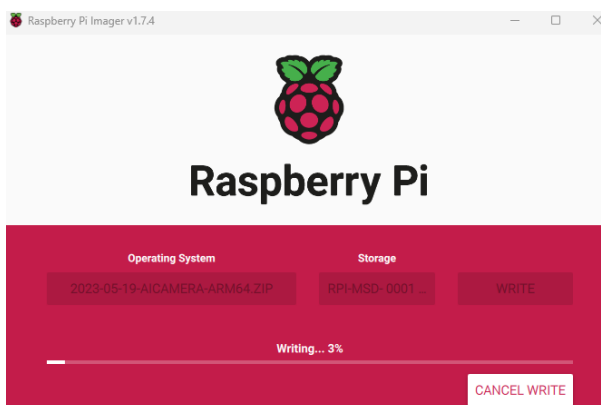 Raspberry Pi Imager v1.7.4
Raspberry Pi
Operating System
Storage
2023-05-19-AICAMERA-ARM64.ZIP
RPI-MSD- 0001 ...
WRITE
Writing... 3%
CANCEL WRITE